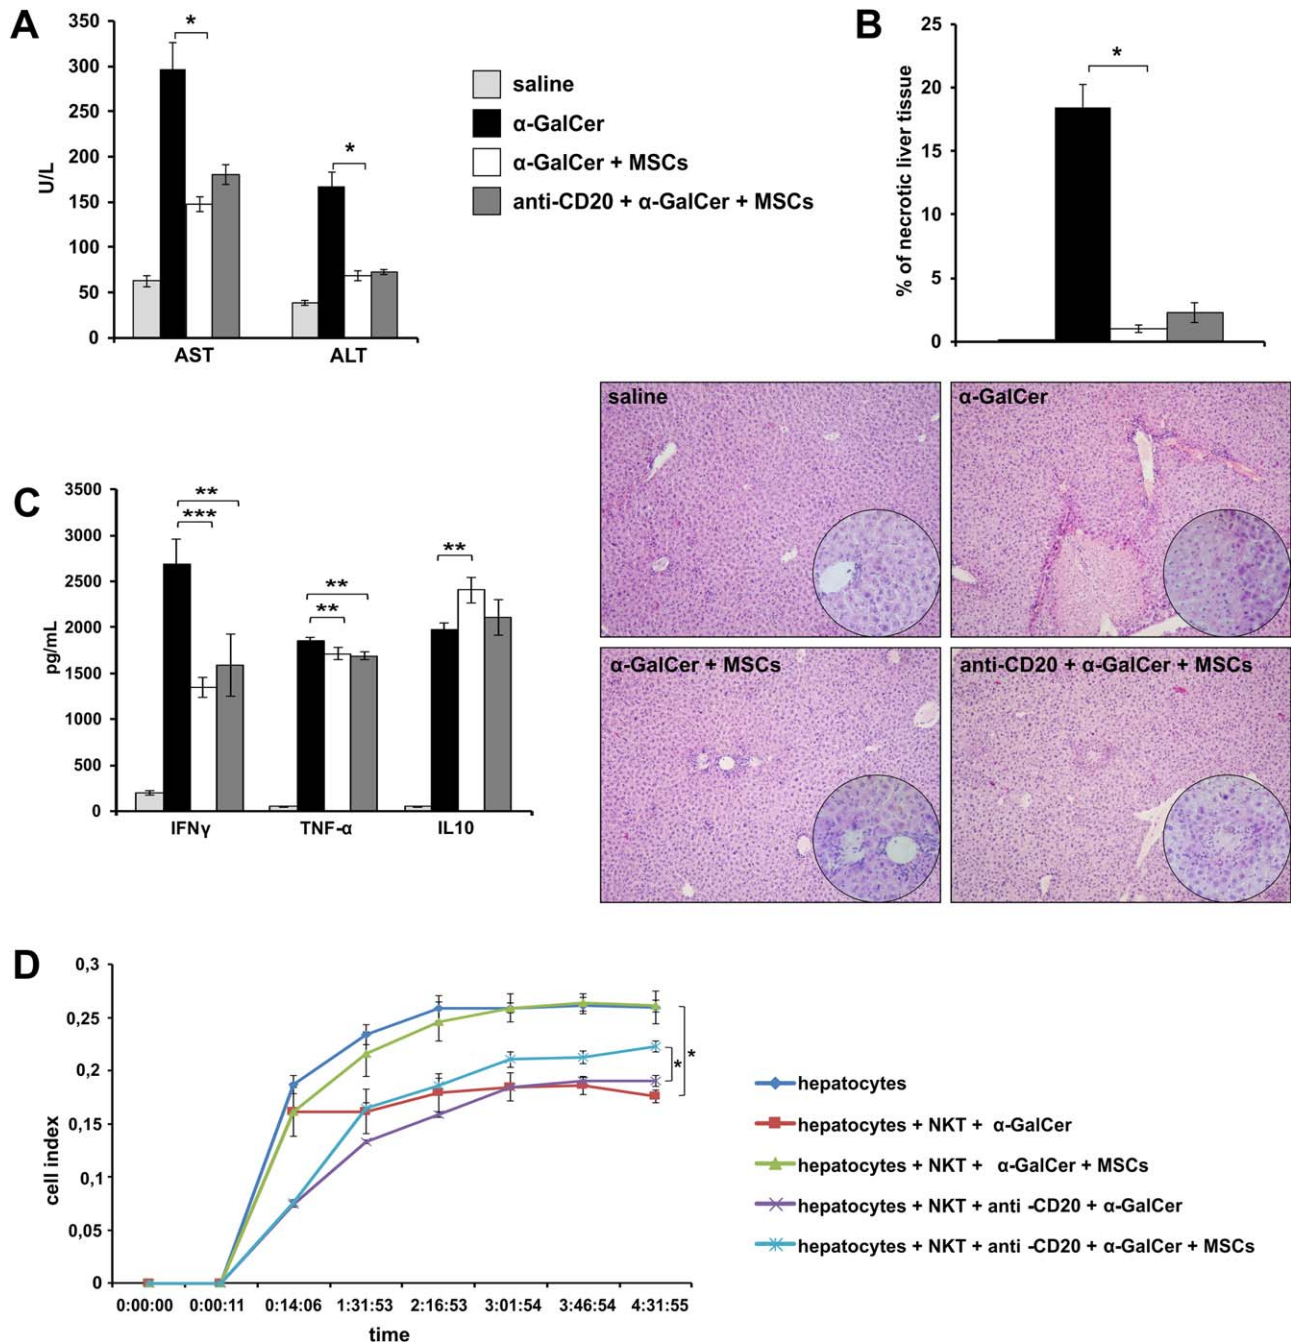 A
350
300
250
200
150
100
50
0
U/L
*
*
AST
ALT
saline
α-GalCer
α-GalCer + MSCs
anti-CD20 + α-GalCer + MSCs
B
25
20
15
10
5
0
% of necrotic liver tissue
*
saline
α-GalCer
α-GalCer + MSCs
anti-CD20 + α-GalCer + MSCs
C
3500
3000
2500
2000
1500
1000
500
0
pg/mL
**
***
**
**
**
IFNγ
TNF-α
IL10
D
0,3
0,25
0,2
0,15
0,1
0,05
0
cell index
*
*
0:00:00
0:00:11
0:14:06
1:31:53
2:16:53
3:01:54
3:46:54
4:31:55
time
hepatocytes
hepatocytes + NKT + α-GalCer
hepatocytes + NKT + α-GalCer + MSCs
hepatocytes + NKT + anti -CD20 + α-GalCer
hepatocytes + NKT + anti -CD20 + α-GalCer + MSCs